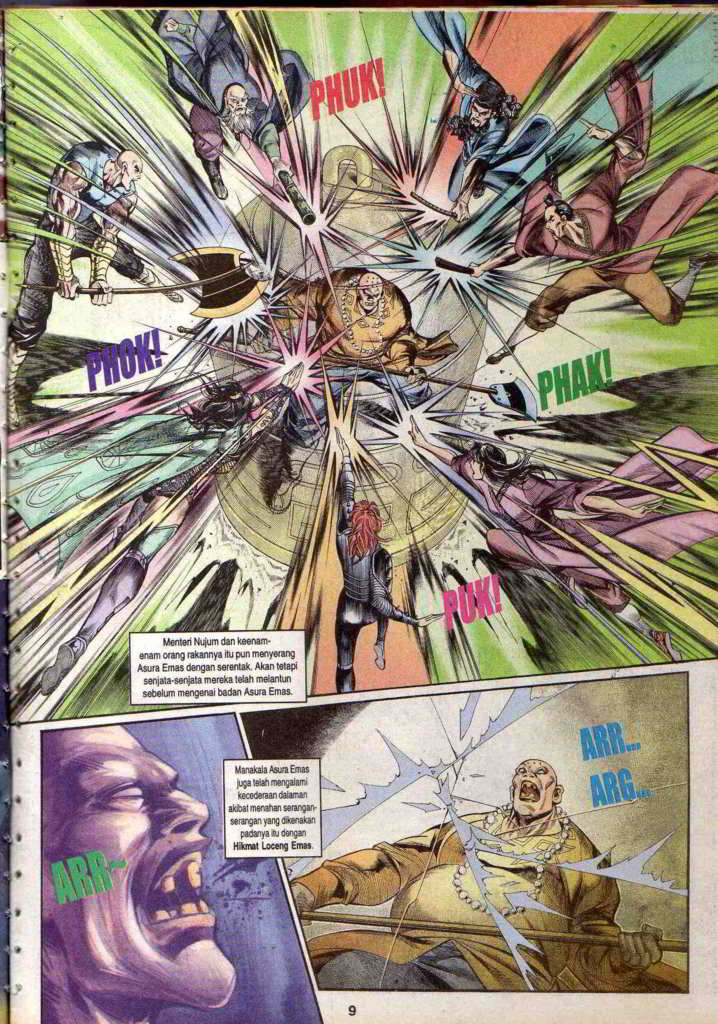 PHUK!
PHOK!
PHAK!
PUK!
Menteri Nujum dan keenam-
enam orang rakannya itu pun menyerang
Asura Emas dengan serentak. Akan tetapi
senjata-senjata mereka telah melantun
sebelum mengenai badan Asura Emas.
ARR~
Manakala Asura Emas
juga telah mengalami
kecederaan dalaman
akibat menahan serangan-
serangan yang dikenakan
padanya itu dengan
Hikmat Loceng Emas.
ARR...
ARG...
9